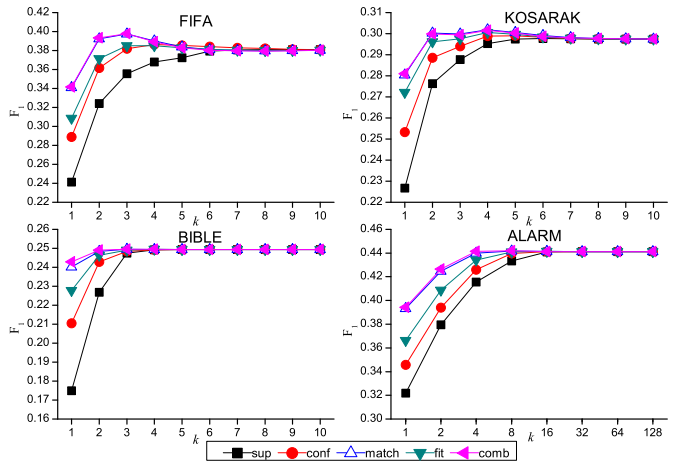 FIFA
0.42
0.40
0.38
0.36
0.34
0.32
0.30
0.28
0.26
0.24
0.22
F1
1 2 3 4 5 6 7 8 9 10
k
KOSARAK
0.31
0.30
0.29
0.28
0.27
0.26
0.25
0.24
0.23
0.22
F1
1 2 3 4 5 6 7 8 9 10
k
BIBLE
0.26
0.25
0.24
0.23
0.22
0.21
0.20
0.19
0.18
0.17
0.16
F1
1 2 3 4 5 6 7 8 9 10
k
ALARM
0.46
0.44
0.42
0.40
0.38
0.36
0.34
0.32
0.30
F1
1 2 4 8 16 32 64 128
k
sup conf match fit comb